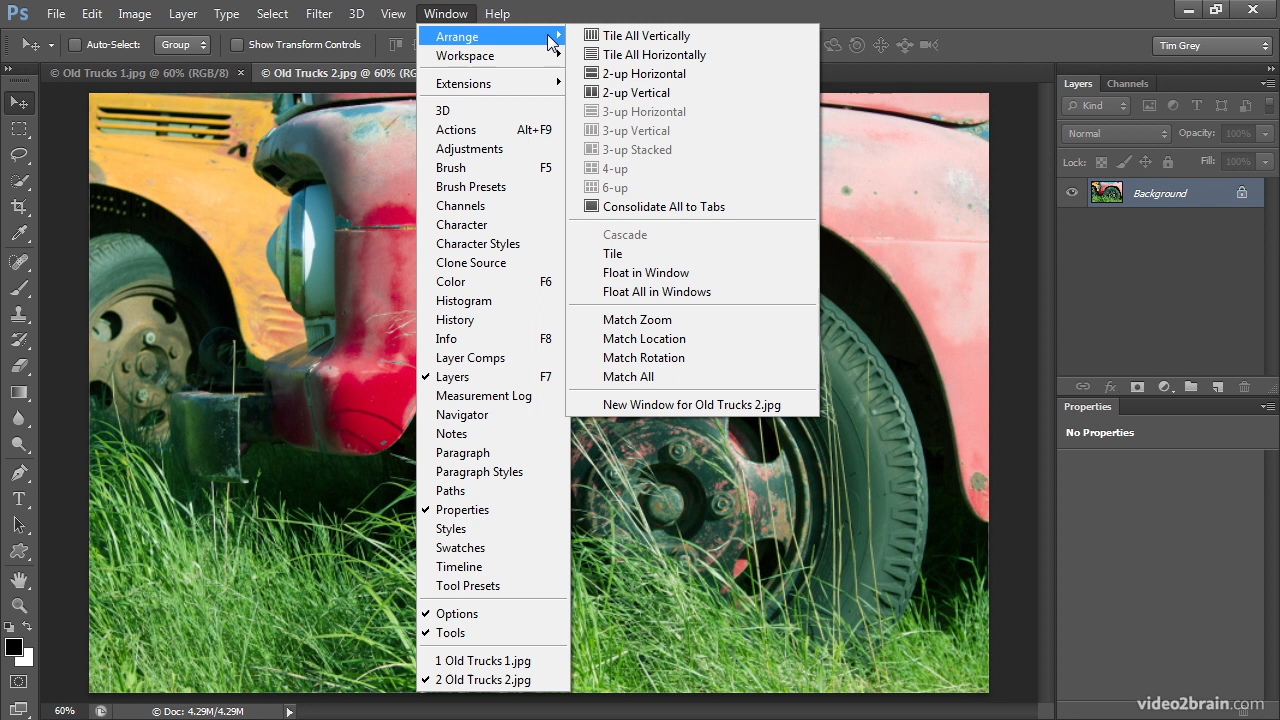 Ps File Edit Image Layer Type Select Filter 3D View Window Help
Auto-Select: Group Show Transform Controls
Tim Grey
© Old Trucks 1.jpg @ 60% (RGB/8) ×
© Old Trucks 2.jpg @ 60% (RG
Arrange
Workspace
Extensions
3D
Actions Alt+F9
Adjustments
Brush F5
Brush Presets
Channels
Character
Character Styles
Clone Source
Color F6
Histogram
History
Info F8
Layer Comps
Layers F7
Measurement Log
Navigator
Notes
Paragraph
Paragraph Styles
Paths
Properties
Styles
Swatches
Timeline
Tool Presets
Options
Tools
1 Old Trucks 1.jpg
2 Old Trucks 2.jpg
Tile All Vertically
Tile All Horizontally
2-up Horizontal
2-up Vertical
3-up Horizontal
3-up Vertical
3-up Stacked
4-up
6-up
Consolidate All to Tabs
Cascade
Tile
Float in Window
Float All in Windows
Match Zoom
Match Location
Match Rotation
Match All
New Window for Old Trucks 2.jpg
Layers Channels
Kind
Normal Opacity: 100%
Lock: Fill: 100%
Background
fx
Properties
No Properties
60% © Doc: 4.29M/4.29M
video2brain.com